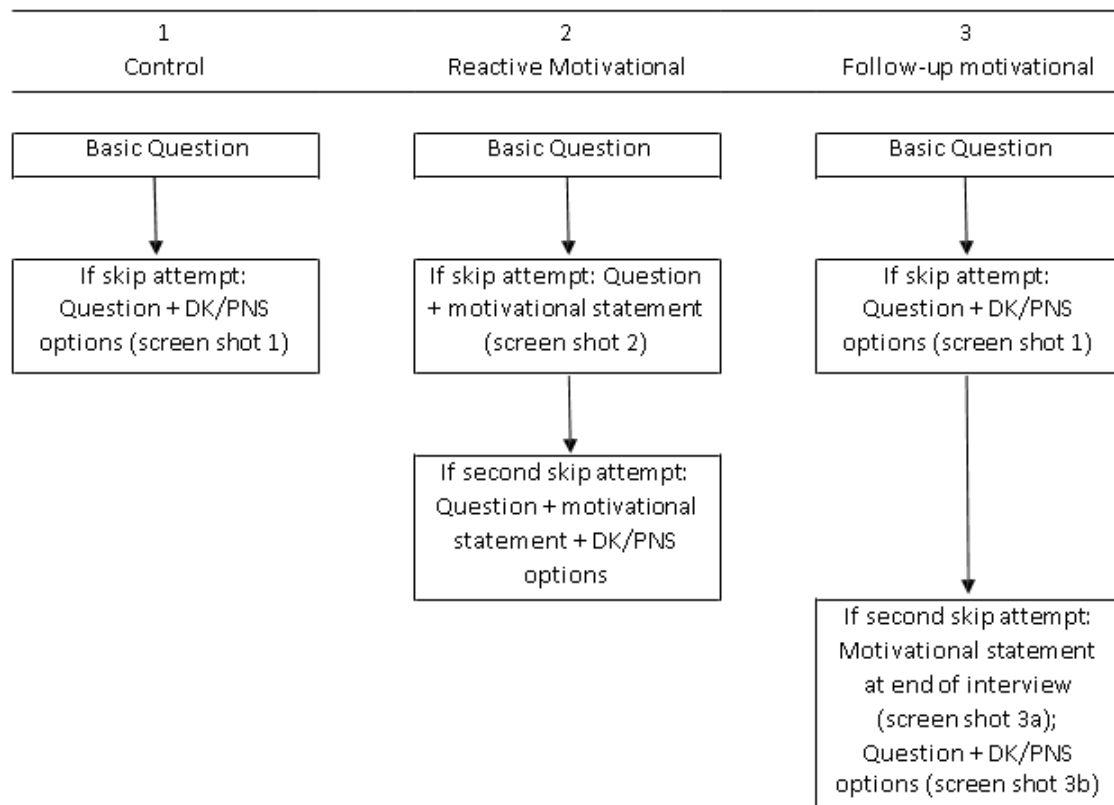 1
Control
2
Reactive Motivational
3
Follow-up motivational
Basic Question
If skip attempt:
Question + DK/PNS
options (screen shot 1)
Basic Question
If skip attempt: Question
+ motivational statement
(screen shot 2)
If second skip attempt:
Question + motivational
statement + DK/PNS
options
Basic Question
If skip attempt:
Question + DK/PNS
options (screen shot 1)
If second skip attempt:
Motivational statement
at end of interview
(screen shot 3a);
Question + DK/PNS
options (screen shot 3b)